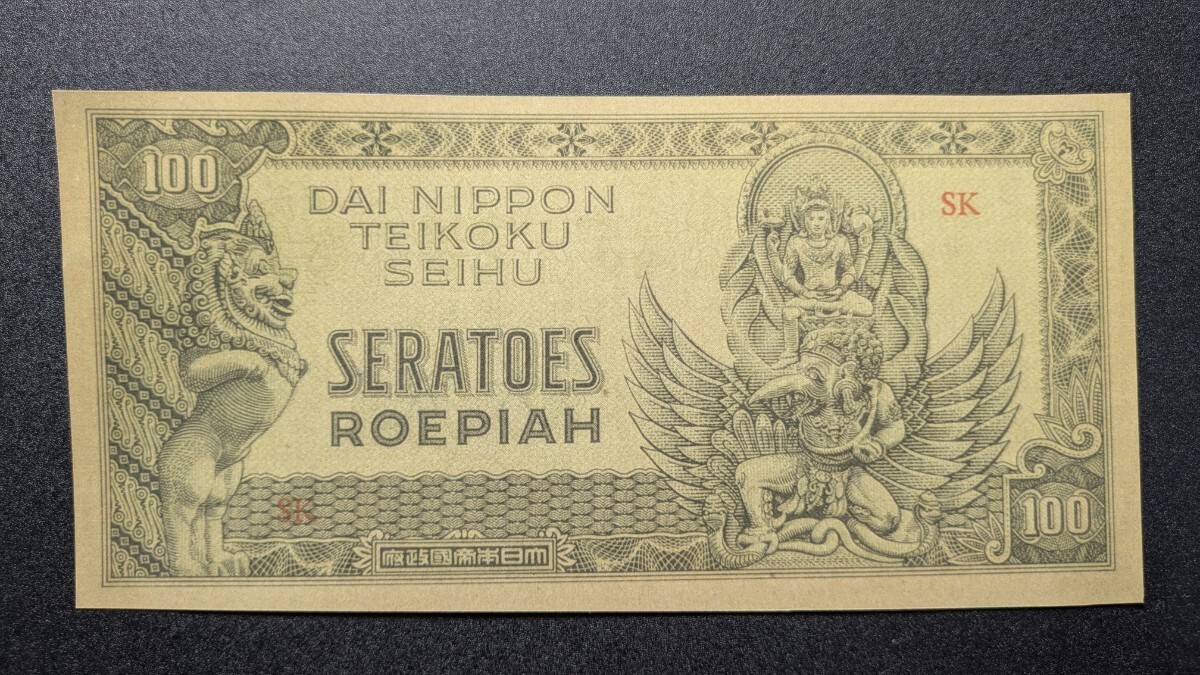 100
DAI NIPPON
TEIKOKU
SEIHU
SK
SERATOES
ROEPIAH
SK
府政國帝本日大
100